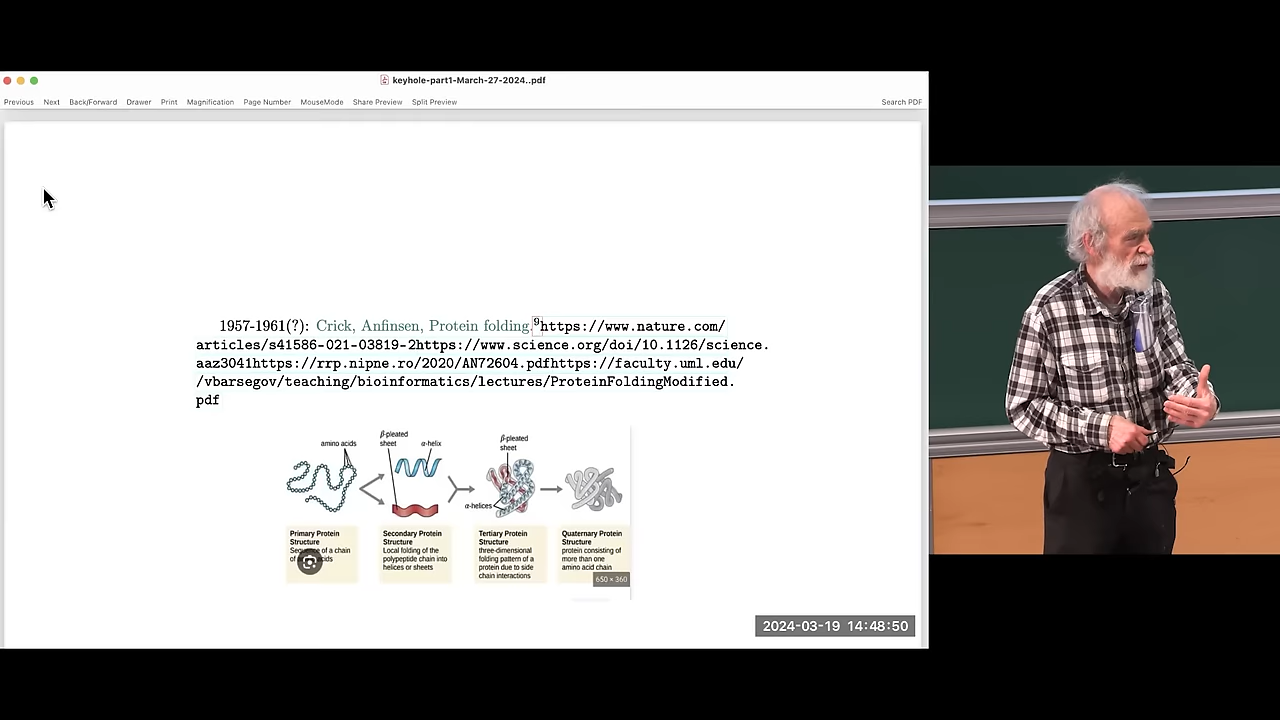 keyhole-part1-March-27-2024..pdf
Previous Next Back/Forward Drawer Print Magnification Page Number MouseMode Share Preview Split Preview Search PDF
1957-1961(?): Crick, Anfinsen, Protein folding.⁹https://www.nature.com/
articles/s41586-021-03819-2https://www.science.org/doi/10.1126/science.
aaz3041https://rrp.nipne.ro/2020/AN72604.pdfhttps://faculty.uml.edu/
/vbarsegov/teaching/bioinformatics/lectures/ProteinFoldingModified.
pdf
amino acids
β-pleated
sheet
α-helix
β-pleated
sheet
α-helices
Primary Protein
Structure
Sequence of a chain
of acids
Secondary Protein
Structure
Local folding of the
polypeptide chain into
helices or sheets
Tertiary Protein
Structure
three-dimensional
folding pattern of a
protein due to side
chain interactions
Quaternary Protein
Structure
protein consisting of
more than one
amino acid chain
650 × 360
2024-03-19 14:48:50